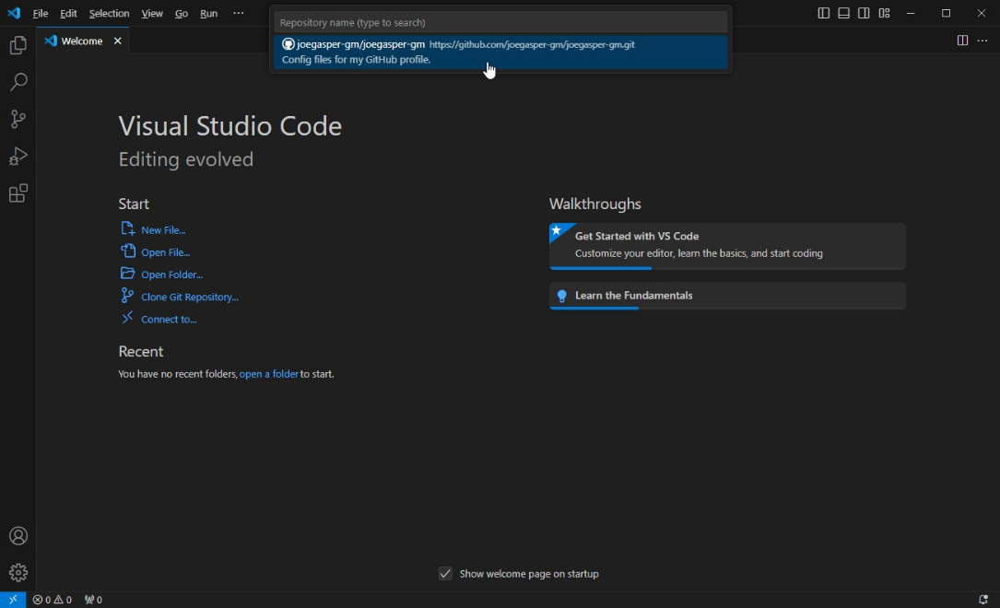 File Edit Selection View Go Run ···
Repository name (type to search)
joegasper-gm/joegasper-gm https://github.com/joegasper-gm/joegasper-gm.git
Config files for my GitHub profile.
Welcome
Visual Studio Code
Editing evolved
Start
New File...
Open File...
Open Folder...
Clone Git Repository...
Connect to...
Recent
You have no recent folders, open a folder to start.
Walkthroughs
Get Started with VS Code
Customize your editor, learn the basics, and start coding
Learn the Fundamentals
Show welcome page on startup
0 0 0